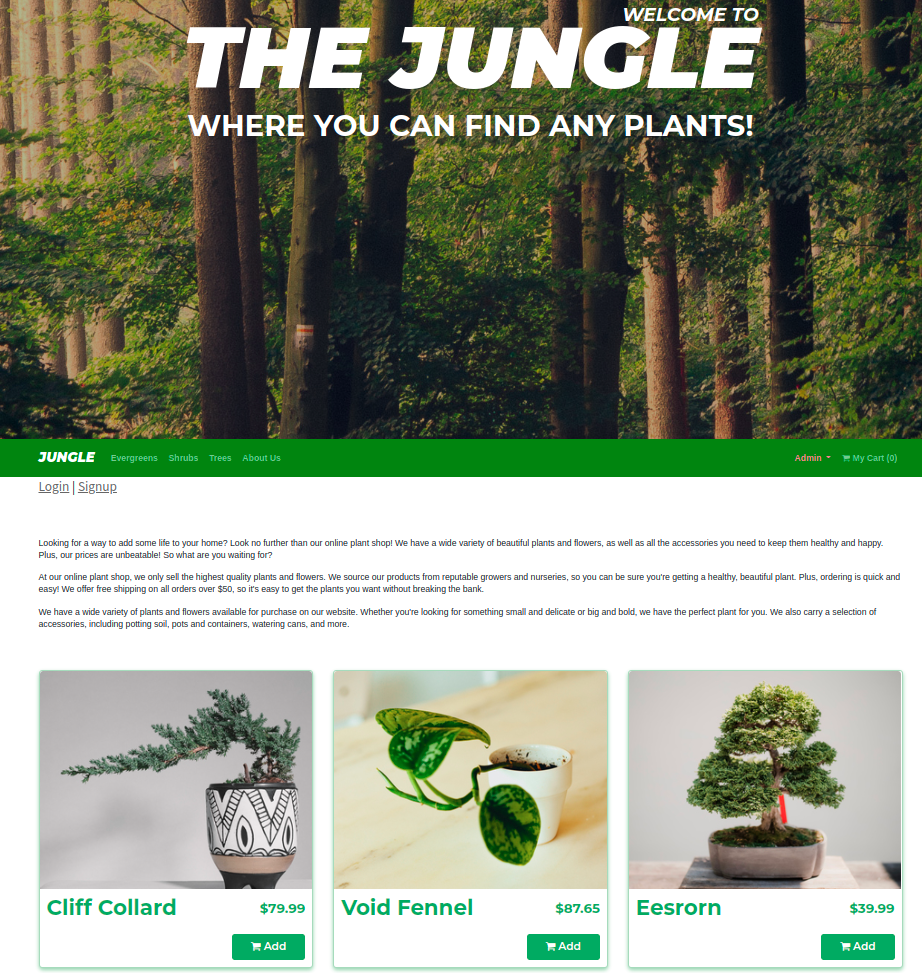 WELCOME TO
THE JUNGLE
WHERE YOU CAN FIND ANY PLANTS!
JUNGLE Evergreens Shrubs Trees About Us Admin My Cart (0)
Login | Signup
Looking for a way to add some life to your home? Look no further than our online plant shop! We have a wide variety of beautiful plants and flowers, as well as all the accessories you need to keep them healthy and happy.
Plus, our prices are unbeatable! So what are you waiting for?
At our online plant shop, we only sell the highest quality plants and flowers. We source our products from reputable growers and nurseries, so you can be sure you're getting a healthy, beautiful plant. Plus, ordering is quick and
easy! We offer free shipping on all orders over $50, so it's easy to get the plants you want without breaking the bank.
We have a wide variety of plants and flowers available for purchase on our website. Whether you're looking for something small and delicate or big and bold, we have the perfect plant for you. We also carry a selection of
accessories, including potting soil, pots and containers, watering cans, and more.
Cliff Collard $79.99
Add
Void Fennel $87.65
Add
Eesrorn $39.99
Add